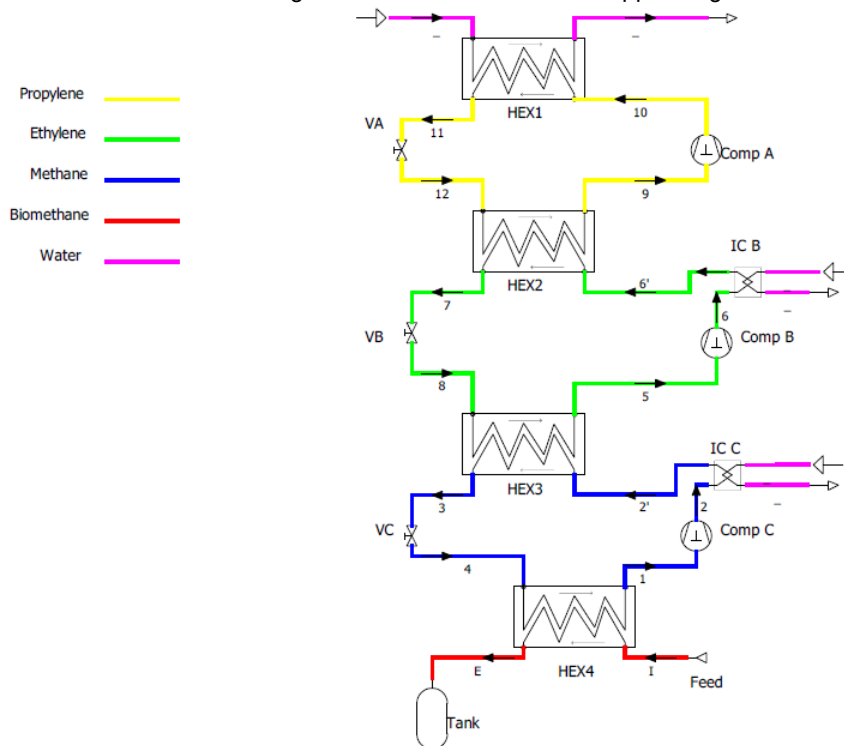 HEX1
11
10
VA
Comp A
12
9
Propylene
Ethylene
Methane
Biomethane
Water
IC B
HEX2
6'
7
6
VB
Comp B
8
5
IC C
HEX3
3
2'
2
VC
Comp C
4
1
HEX4
E
I
Feed
Tank